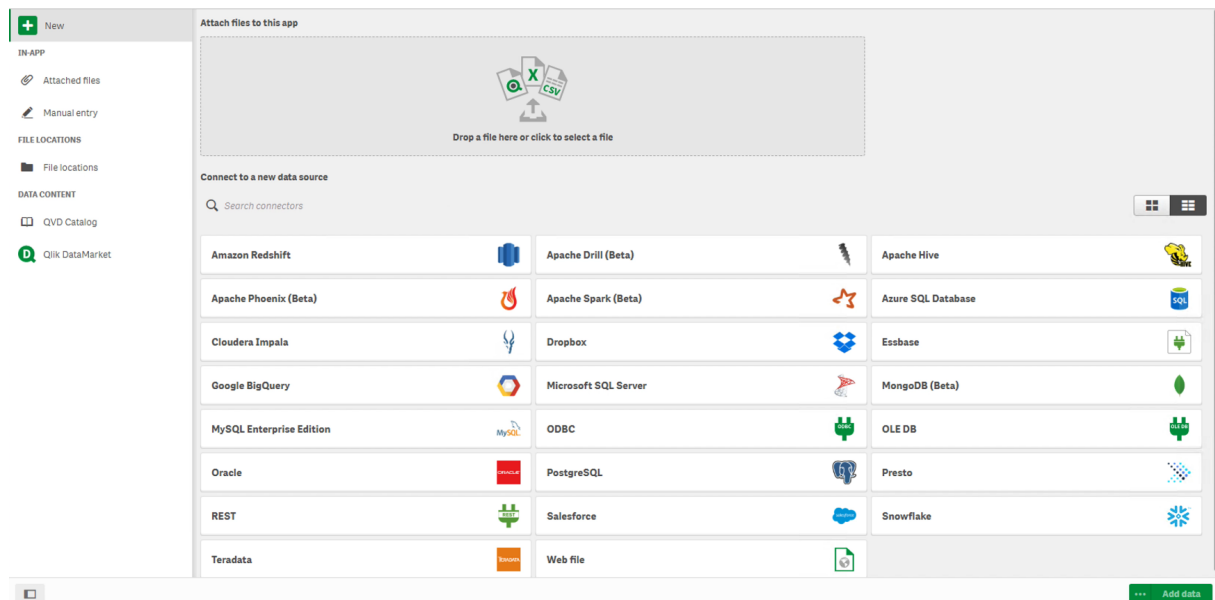 New
IN-APP
Attached files
Manual entry
FILE LOCATIONS
File locations
DATA CONTENT
QVD Catalog
D
Qlik DataMarket
Attach files to this app
X
CSV
Drop a file here or click to select a file
Connect to a new data source
Search connectors
Amazon Redshift
Apache Drill (Beta)
Apache Hive
HIVE
Apache Phoenix (Beta)
Apache Spark (Beta)
Azure SQL Database
SQL
Cloudera Impala
Dropbox
Essbase
Google BigQuery
Microsoft SQL Server
MongoDB (Beta)
MySQL Enterprise Edition
MySQL
ODBC
ODBC
OLE DB
OLE DB
Oracle
ORACLE
PostgreSQL
Presto
REST
REST
Salesforce
salesforce
Snowflake
Teradata
TERADATA
Web file
Add data